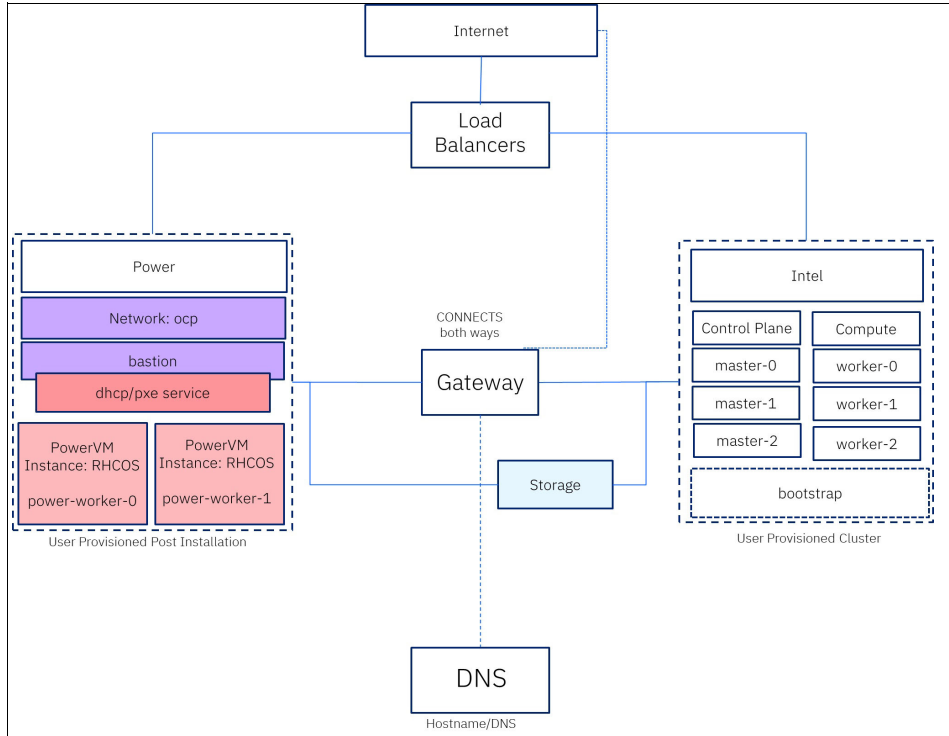 Internet
Load
Balancers
Power
Network: ocp
bastion
dhcp/pxe service
PowerVM
Instance: RHCOS
power-worker-0
PowerVM
Instance: RHCOS
power-worker-1
User Provisioned Post Installation
CONNECTS
both ways
Gateway
Storage
Intel
Control Plane
Compute
master-0
worker-0
master-1
worker-1
master-2
worker-2
bootstrap
User Provisioned Cluster
DNS
Hostname/DNS